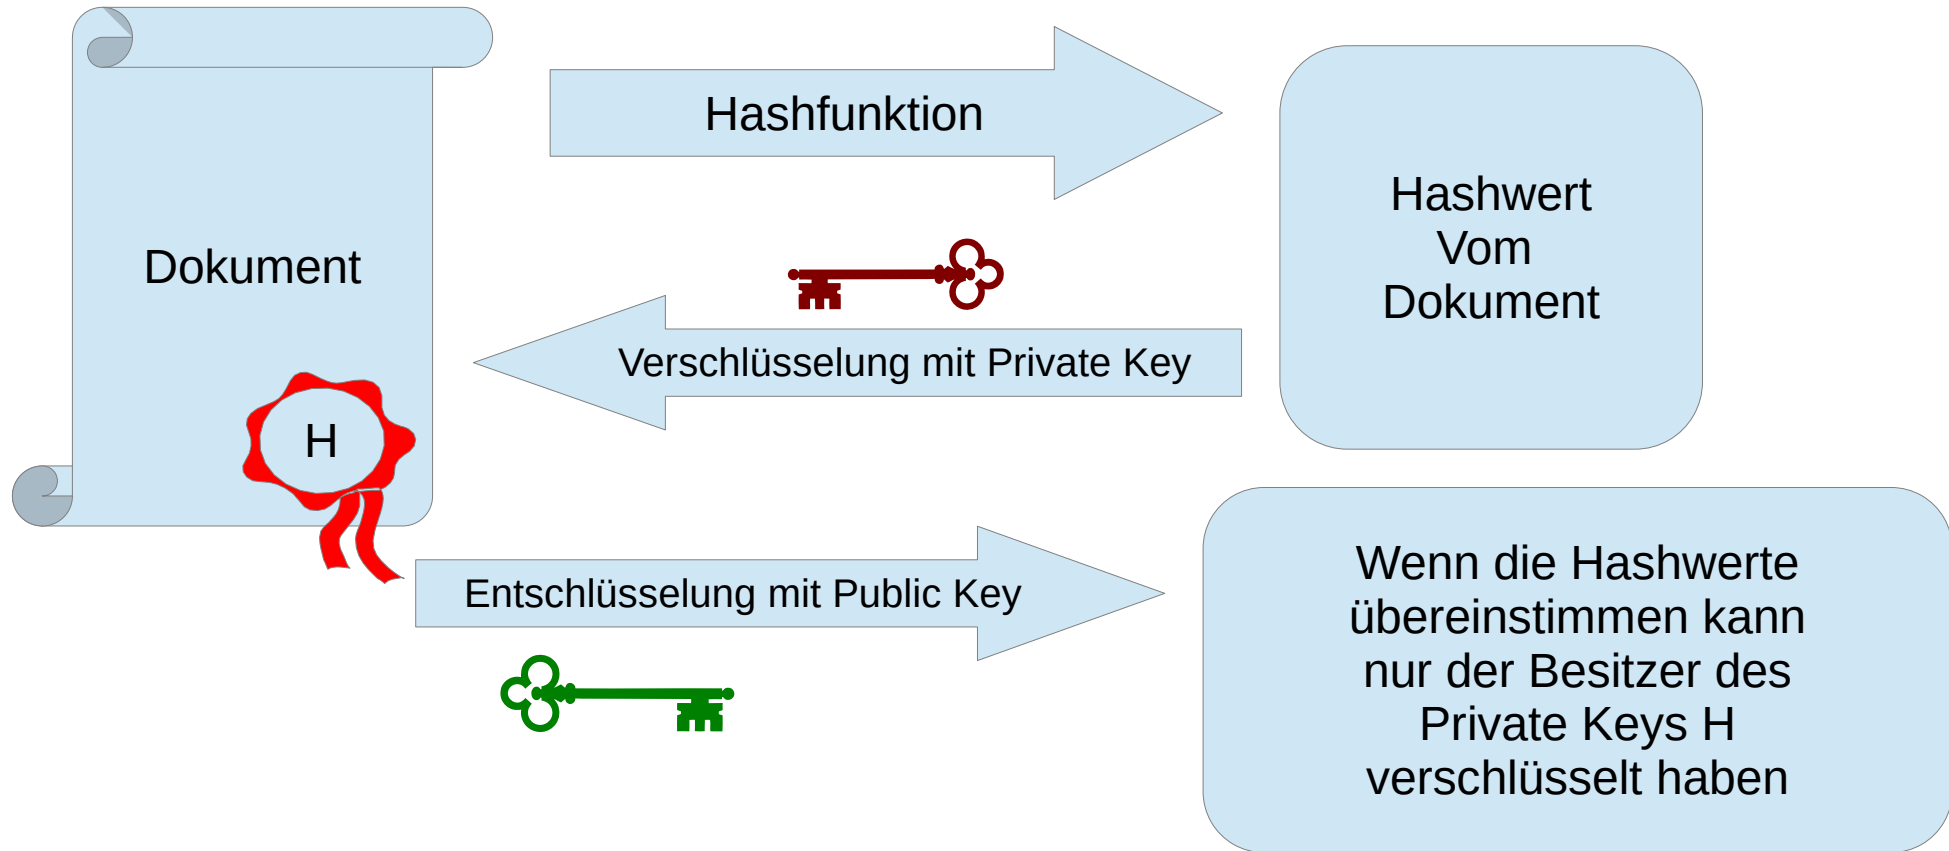 Hashfunktion
Dokument
Hashwert
Vom
Dokument
Verschlüsselung mit Private Key
H
Entschlüsselung mit Public Key
Wenn die Hashwerte
übereinstimmen kann
nur der Besitzer des
Private Keys H
verschlüsselt haben